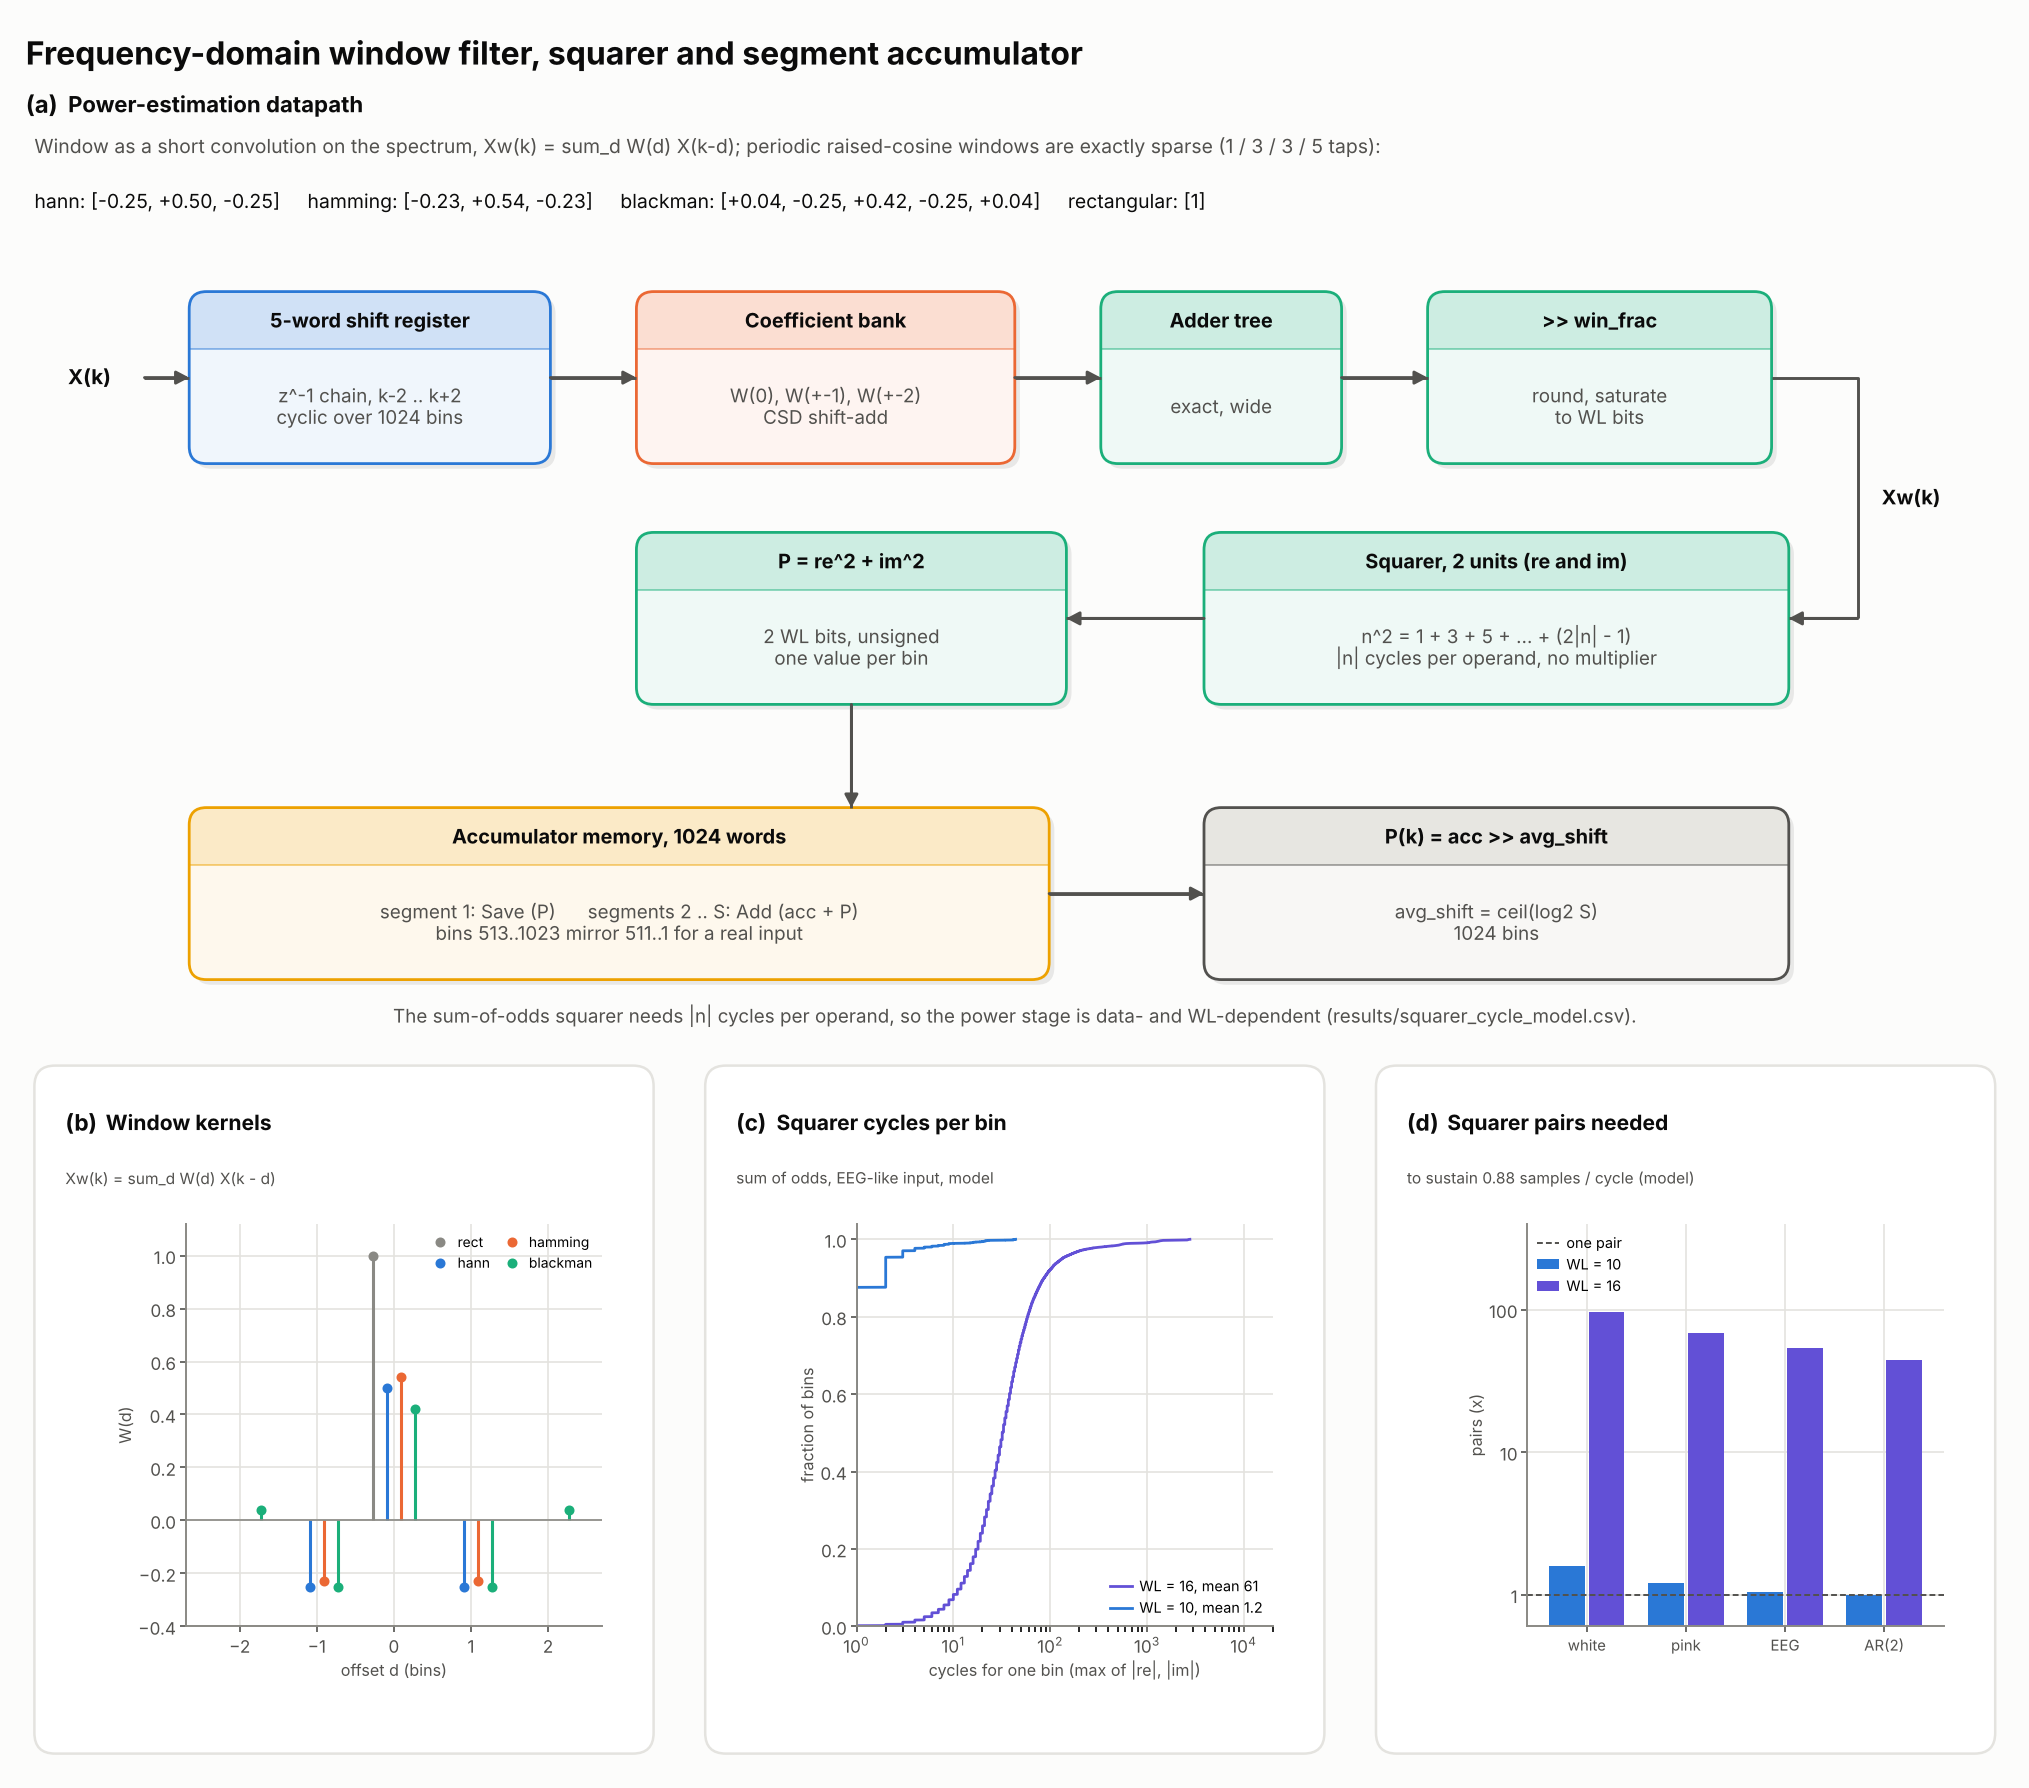 Frequency-domain window filter, squarer and segment accumulator
(a) Power-estimation datapath
Window as a short convolution on the spectrum, Xw(k) = sum_d W(d) X(k-d); periodic raised-cosine windows are exactly sparse (1 / 3 / 3 / 5 taps):
hann: [-0.25, +0.50, -0.25] hamming: [-0.23, +0.54, -0.23] blackman: [+0.04, -0.25, +0.42, -0.25, +0.04] rectangular: [1]
X(k)
5-word shift register
z^-1 chain, k-2 .. k+2
cyclic over 1024 bins
Coefficient bank
W(0), W(+-1), W(+-2)
CSD shift-add
Adder tree
exact, wide
>> win_frac
round, saturate
to WL bits
Xw(k)
P = re^2 + im^2
2 WL bits, unsigned
one value per bin
Squarer, 2 units (re and im)
n^2 = 1 + 3 + 5 + ... + (2|n| - 1)
|n| cycles per operand, no multiplier
Accumulator memory, 1024 words
segment 1: Save (P) segments 2 .. S: Add (acc + P)
bins 513..1023 mirror 511..1 for a real input
P(k) = acc >> avg_shift
avg_shift = ceil(log2 S)
1024 bins
The sum-of-odds squarer needs |n| cycles per operand, so the power stage is data- and WL-dependent (results/squarer_cycle_model.csv).
(b) Window kernels
Xw(k) = sum_d W(d) X(k - d)
rect
hann
hamming
blackman
1.0
0.8
0.6
0.4
0.2
0.0
−0.2
−0.4
W(d)
−2 −1 0 1 2
offset d (bins)
(c) Squarer cycles per bin
sum of odds, EEG-like input, model
1.0
0.8
0.6
0.4
0.2
0.0
fraction of bins
WL = 16, mean 61
WL = 10, mean 1.2
10^0 10^1 10^2 10^3 10^4
cycles for one bin (max of |re|, |im|)
(d) Squarer pairs needed
to sustain 0.88 samples / cycle (model)
one pair
WL = 10
WL = 16
100
10
1
pairs (x)
white pink EEG AR(2)